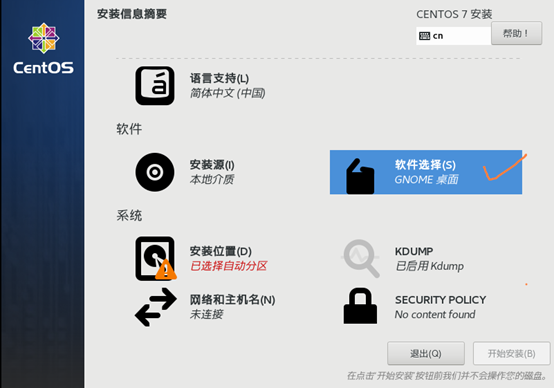 安装信息摘要
CENTOS 7 安装
cn
帮助！
CentOS
语言支持(L)
简体中文 (中国)
软件
安装源(I)
本地介质
软件选择(S)
GNOME 桌面
系统
安装位置(D)
已选择自动分区
KDUMP
已启用 Kdump
网络和主机名(N)
未连接
SECURITY POLICY
No content found
退出(Q)
开始安装(B)
在点击“开始安装”按钮前我们并不会操作您的磁盘。